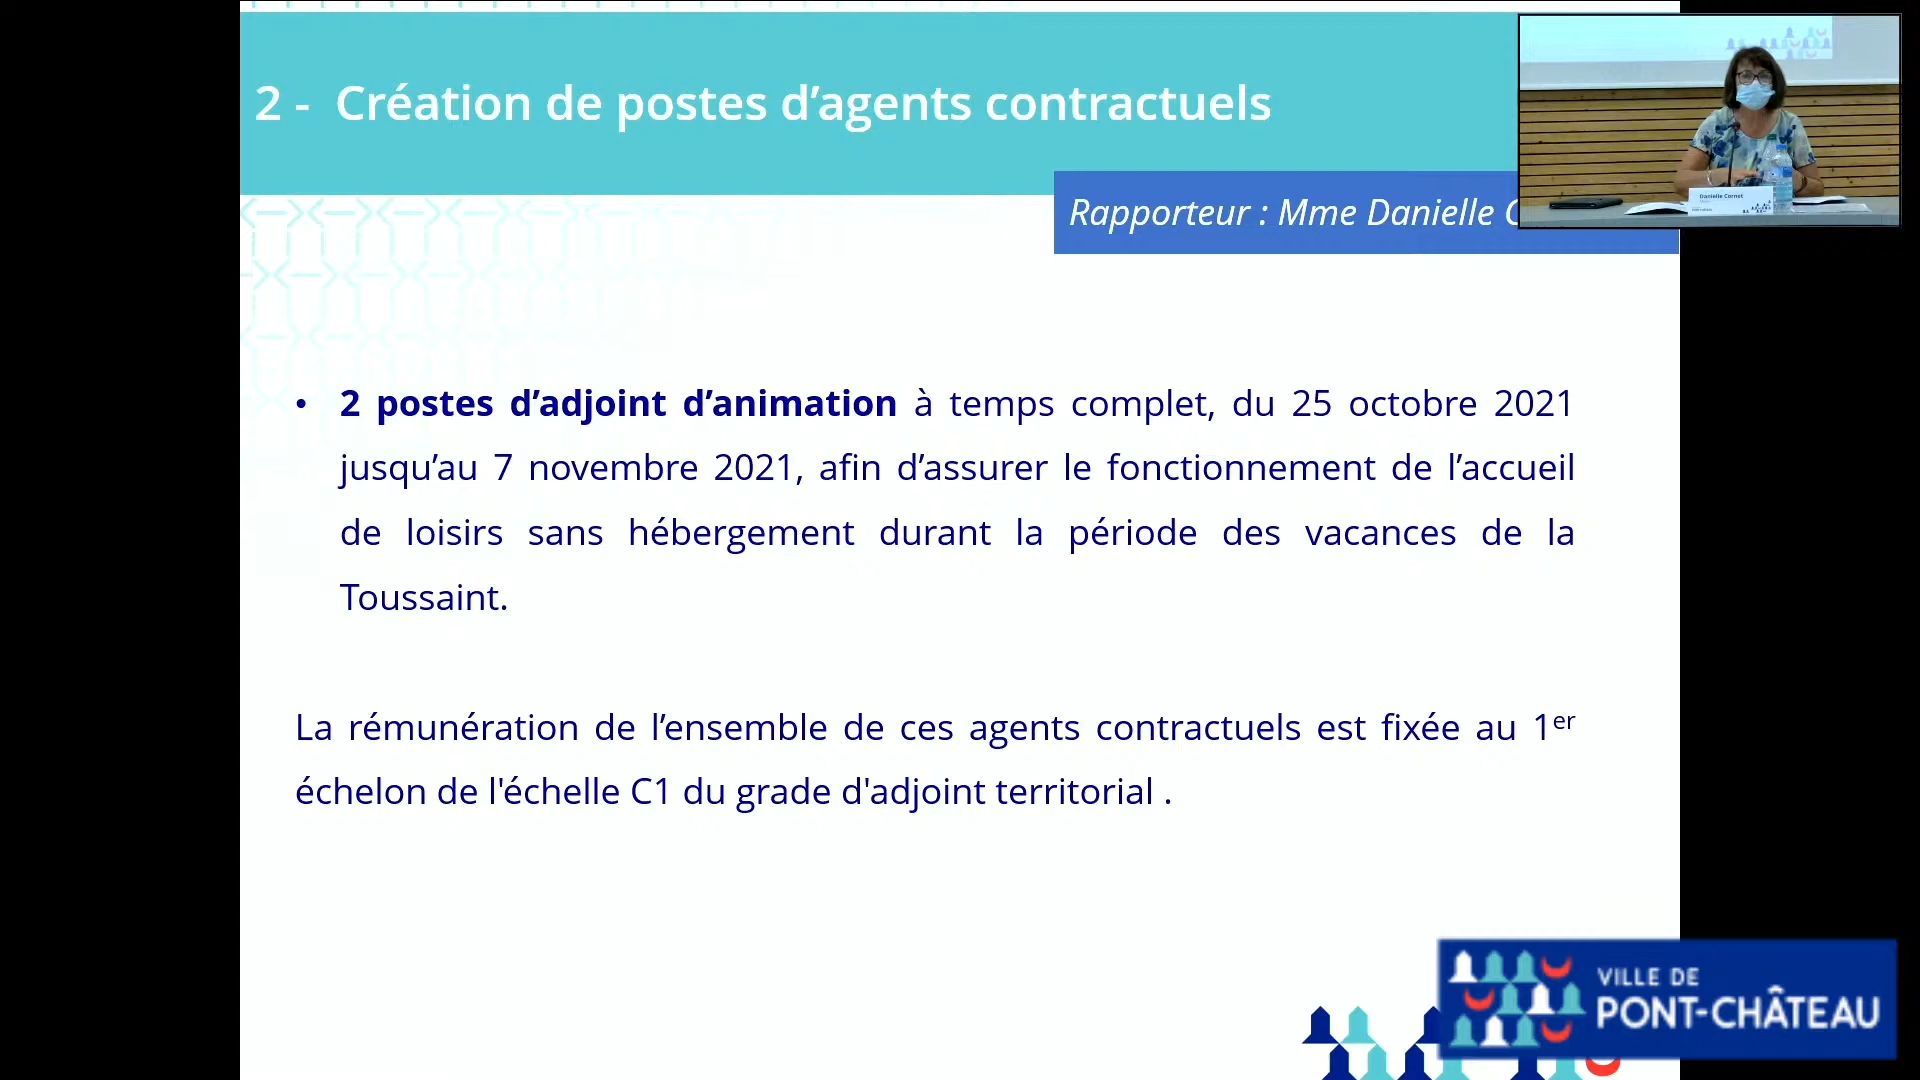 2 - Création de postes d’agents contractuels
Rapporteur : Mme Danielle
Danielle Cornet
• 2 postes d’adjoint d’animation à temps complet, du 25 octobre 2021
jusqu’au 7 novembre 2021, afin d’assurer le fonctionnement de l’accueil
de loisirs sans hébergement durant la période des vacances de la
Toussaint.
La rémunération de l’ensemble de ces agents contractuels est fixée au 1er
échelon de l'échelle C1 du grade d'adjoint territorial .
VILLE DE
PONT-CHÂTEAU